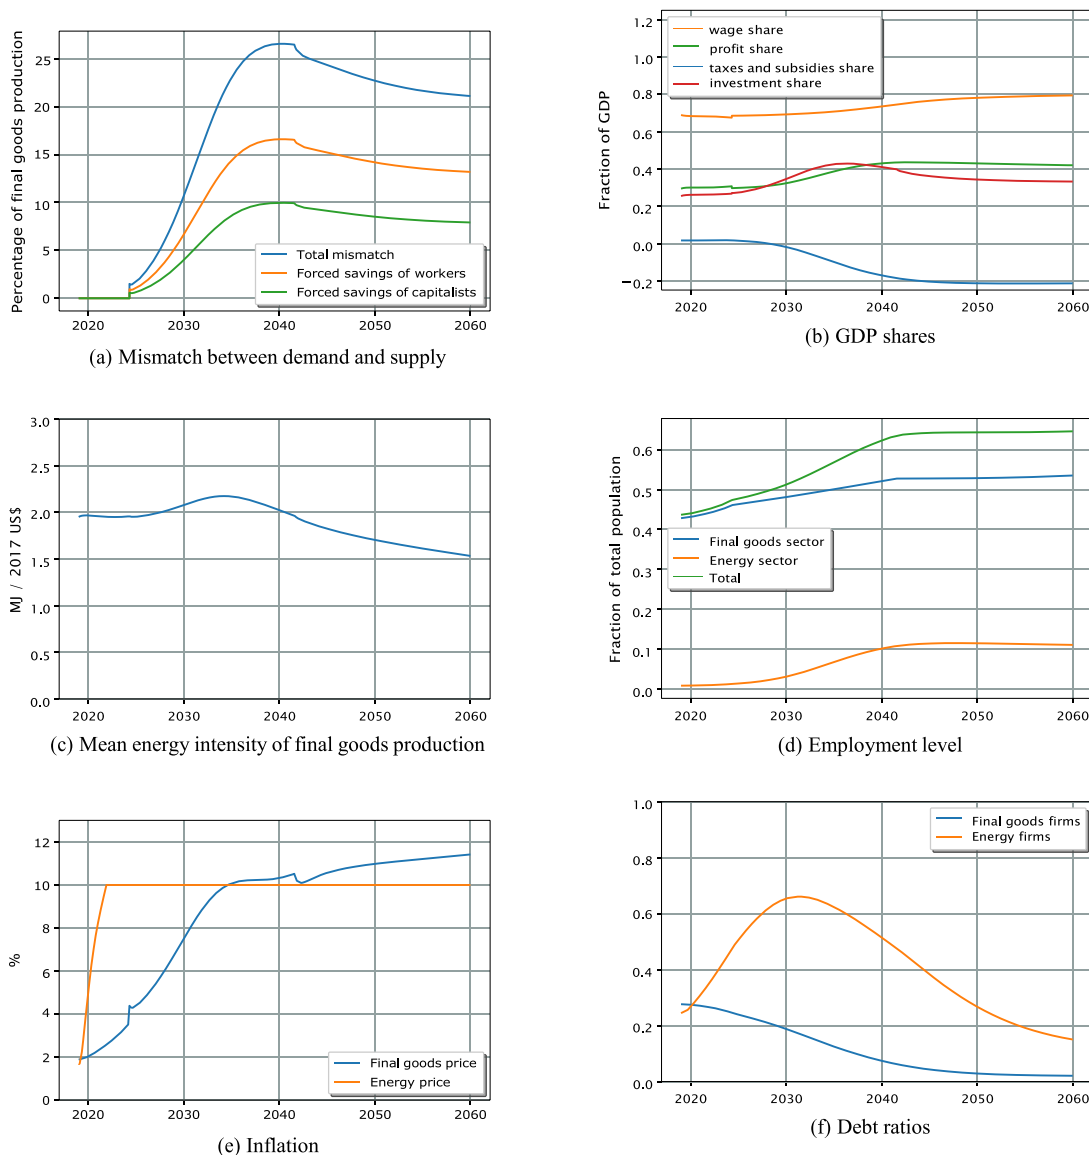 Percentage of final goods production
25
20
15
10
5
0
Total mismatch
Forced savings of workers
Forced savings of capitalists
2020 2030 2040 2050 2060
(a) Mismatch between demand and supply
Fraction of GDP
1.2
1.0
0.8
0.6
0.4
0.2
0.0
−0.2
wage share
profit share
taxes and subsidies share
investment share
2020 2030 2040 2050 2060
(b) GDP shares
MJ / 2017 US$
3.0
2.5
2.0
1.5
1.0
0.5
0.0
2020 2030 2040 2050 2060
(c) Mean energy intensity of final goods production
Fraction of total population
0.6
0.5
0.4
0.3
0.2
0.1
0.0
Final goods sector
Energy sector
Total
2020 2030 2040 2050 2060
(d) Employment level
%
12
10
8
6
4
2
0
Final goods price
Energy price
2020 2030 2040 2050 2060
(e) Inflation
1.0
0.8
0.6
0.4
0.2
0.0
Final goods firms
Energy firms
2020 2030 2040 2050 2060
(f) Debt ratios